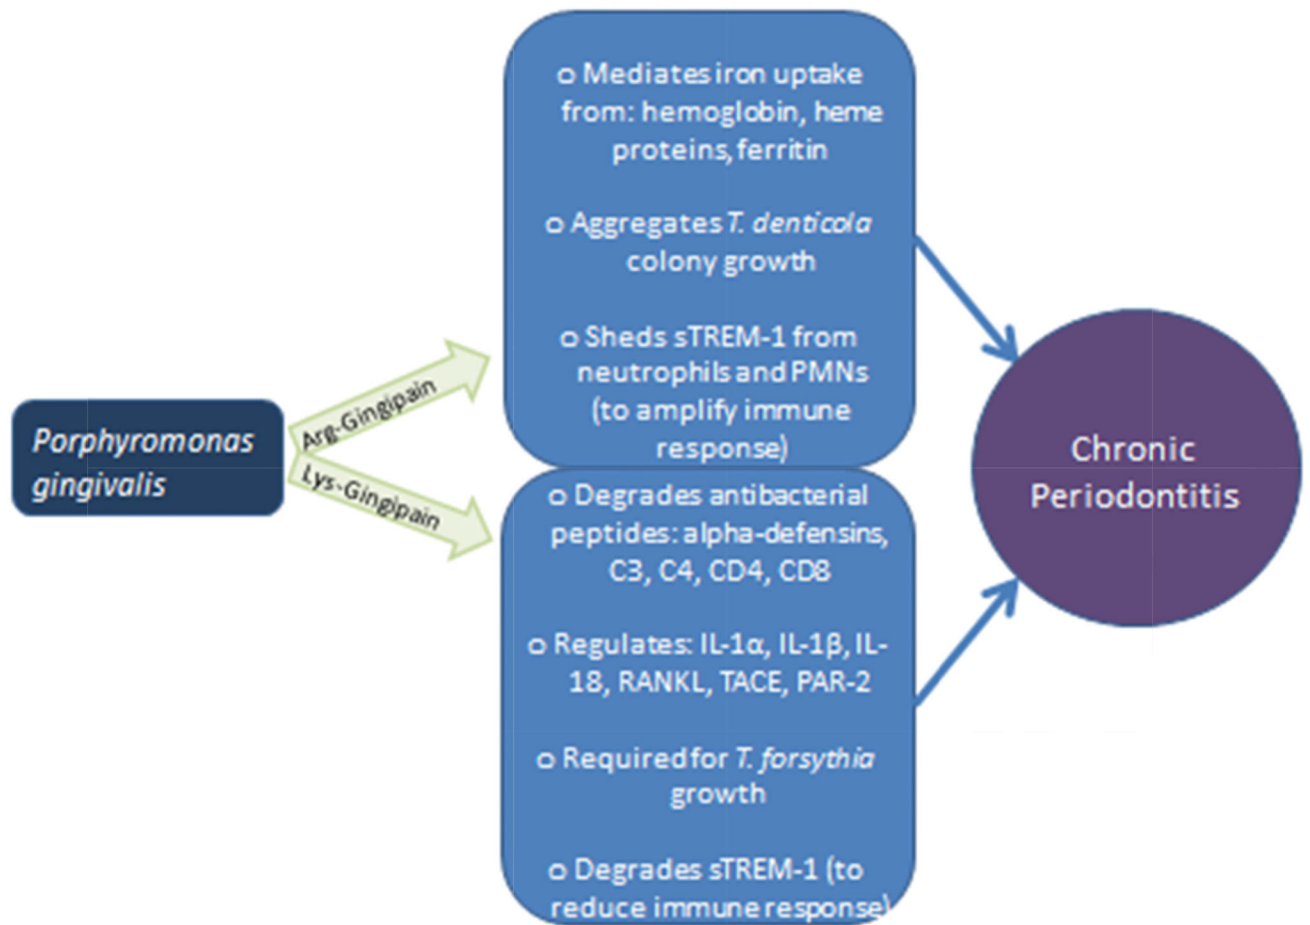 Porphyromonas
gingivalis
Arg-Gingipain
Lys-Gingipain
o Mediates iron uptake
from: hemoglobin, heme
proteins, ferritin
o Aggregates T. denticola
colony growth
o Sheds sTREM-1 from
neutrophils and PMNs
(to amplify immune
response)
o Degrades antibacterial
peptides: alpha-defensins,
C3, C4, CD4, CD8
o Regulates: IL-1α, IL-1β, IL-
18, RANKL, TACE, PAR-2
o Required for T. forsythia
growth
o Degrades sTREM-1 (to
reduce immune response)
Chronic
Periodontitis